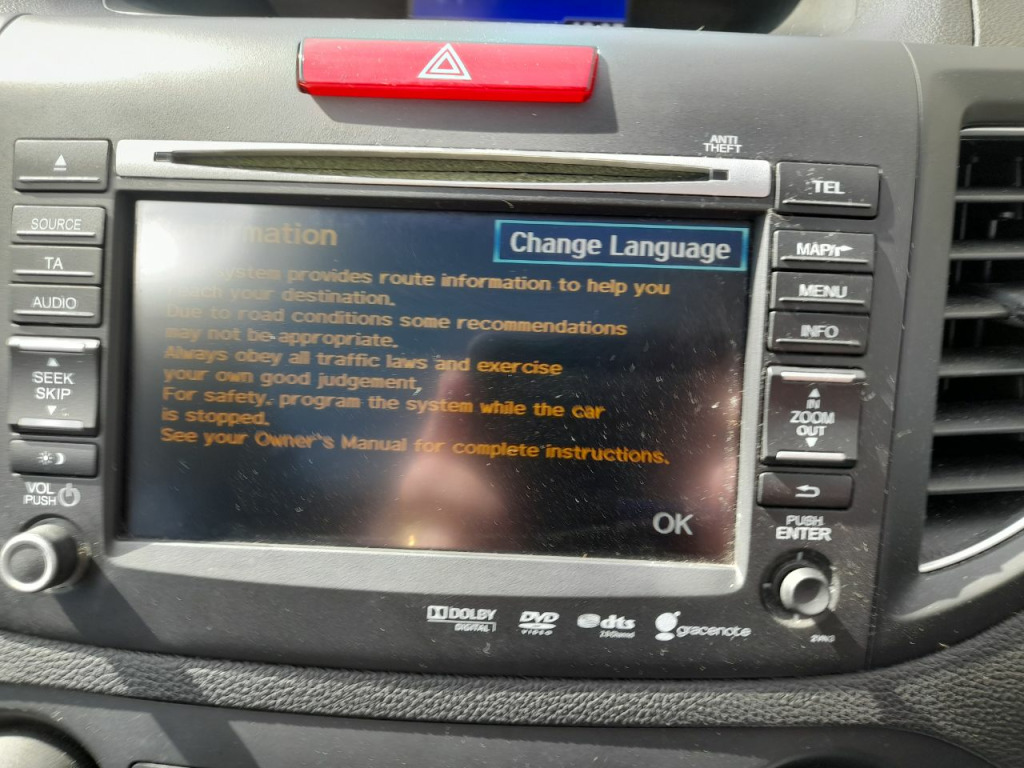 ANTI
THEFT
TEL
SOURCE
MAP/
TA
MENU
AUDIO
INFO
SEEK
SKIP
IN
ZOOM
OUT
VOL
PUSH
PUSH
ENTER
mation
Change Language
system provides route information to help you
your destination.
Due to road conditions some recommendations
may not be appropriate.
Always obey all traffic laws and exercise
your own good judgement,
For safety, program the system while the car
is stopped.
See your Owner's Manual for complete instructions.
OK
DOLBY
DIGITAL
DVD
VIDEO
dts
gracenote